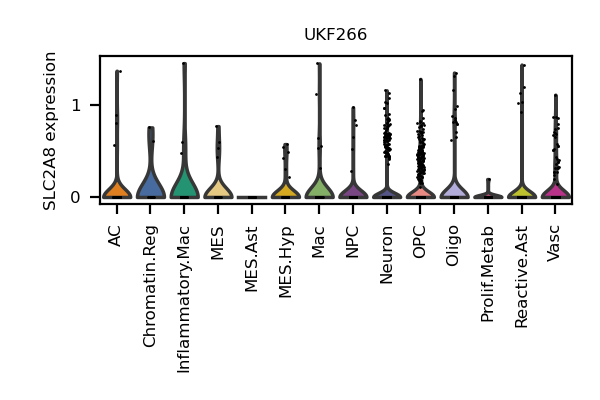 UKF266
SLC2A8 expression
1
0
AC
Chromatin.Reg
Inflammatory.Mac
MES
MES.Ast
MES.Hyp
Mac
NPC
Neuron
OPC
Oligo
Prolif.Metab
Reactive.Ast
Vasc